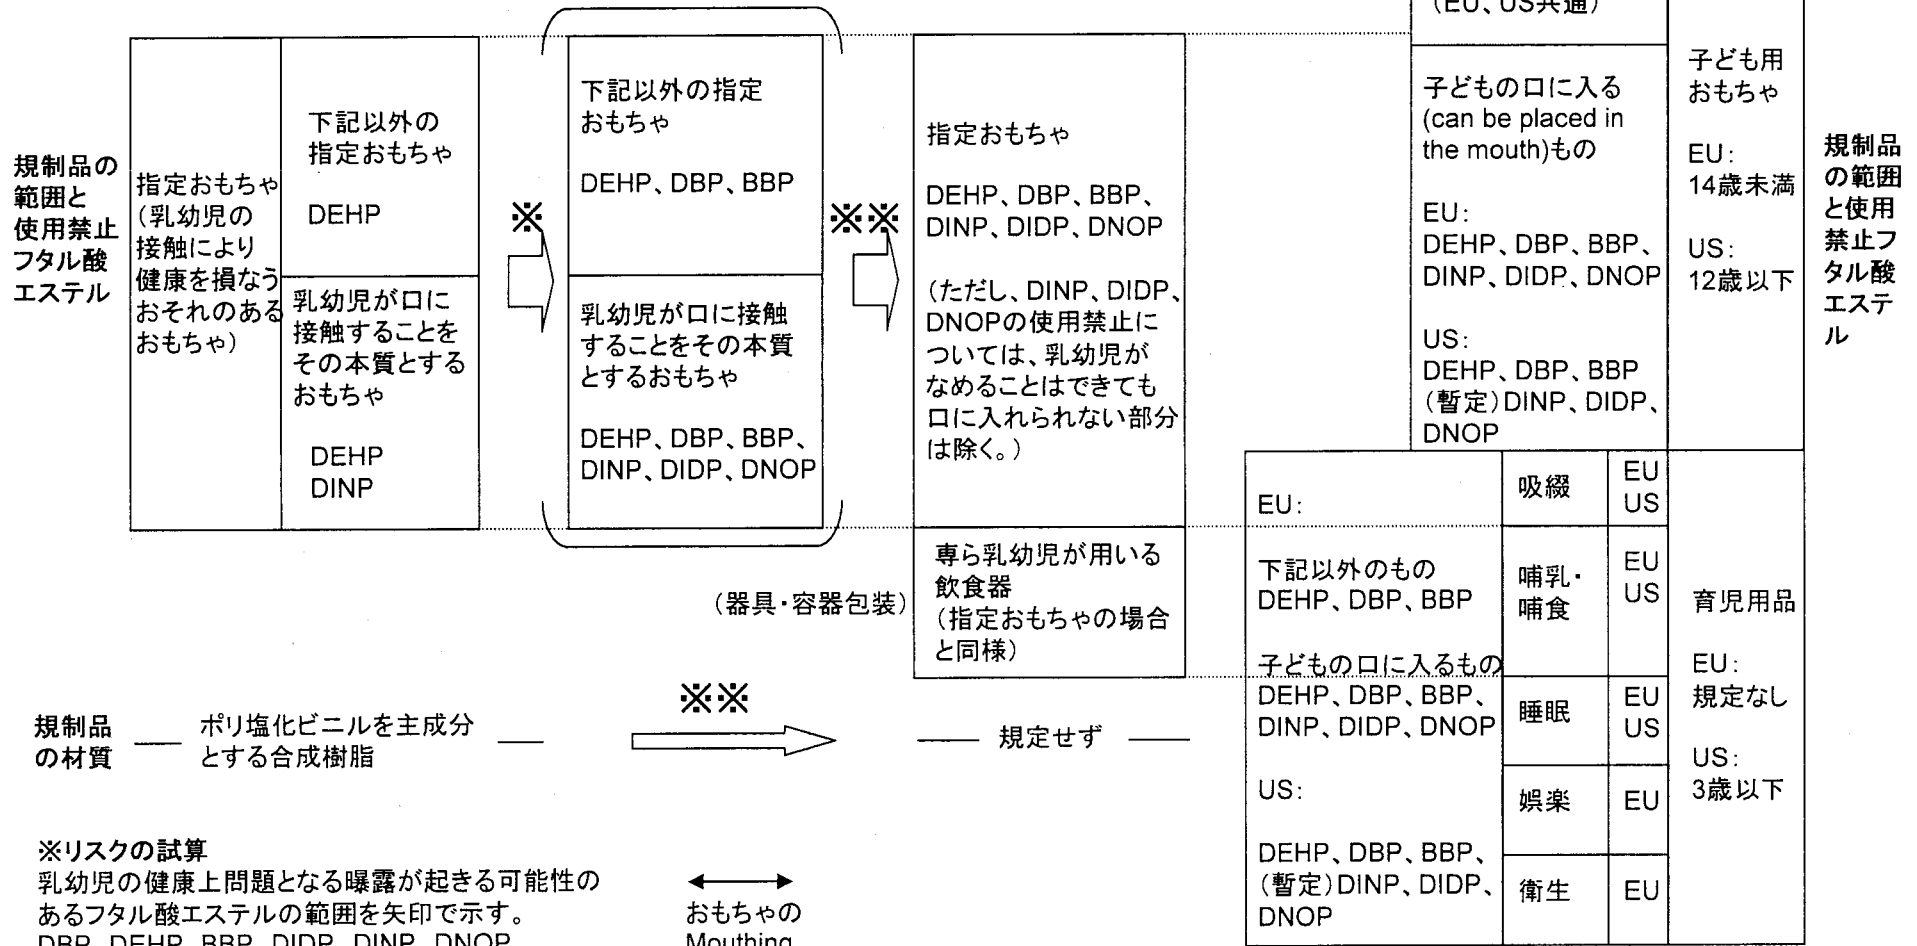 規制品の
範囲と
使用禁止
フタル酸
エステル
指定おもちゃ
（乳幼児の
接触により
健康を損なう
おそれのある
おもちゃ）
下記以外の
指定おもちゃ
DEHP
乳幼児が口に
接触することを
その本質とする
おもちゃ
DEHP
DINP
※
下記以外の指定
おもちゃ
DEHP、DBP、BBP
乳幼児が口に接触
することをその本質
とするおもちゃ
DEHP、DBP、BBP、
DINP、DIDP、DNOP
※※
指定おもちゃ
DEHP、DBP、BBP、
DINP、DIDP、DNOP
（ただし、DINP、DIDP、
DNOPの使用禁止に
ついては、乳幼児が
なめることはできても
口に入れられない部分
は除く。）
（器具・容器包装）
専ら乳幼児が用いる
飲食器
（指定おもちゃの場合
と同様）
（EU、US共通）
子どもの口に入る
(can be placed in
the mouth)もの
EU：
DEHP、DBP、BBP、
DINP、DIDP、DNOP
US：
DEHP、DBP、BBP
（暫定）DINP、DIDP、
DNOP
子ども用
おもちゃ
EU：
14歳未満
US：
12歳以下
規制品
の範囲
と使用
禁止フ
タル酸
エステ
ル
EU：
下記以外のもの
DEHP、DBP、BBP
子どもの口に入るもの
DEHP、DBP、BBP、
DINP、DIDP、DNOP
US：
DEHP、DBP、BBP、
（暫定）DINP、DIDP、
DNOP
吸綴
EU
US
哺乳・
哺食
EU
US
睡眠
EU
US
娯楽
EU
衛生
EU
育児用品
EU：
規定なし
US：
3歳以下
規制品
の材質
ポリ塩化ビニルを主成分
とする合成樹脂
※※
規定せず
※リスクの試算
乳幼児の健康上問題となる曝露が起きる可能性の
あるフタル酸エステルの範囲を矢印で示す。
DBP、DEHP、BBP、DIDP、DINP、DNOP
おもちゃの
Mouthing